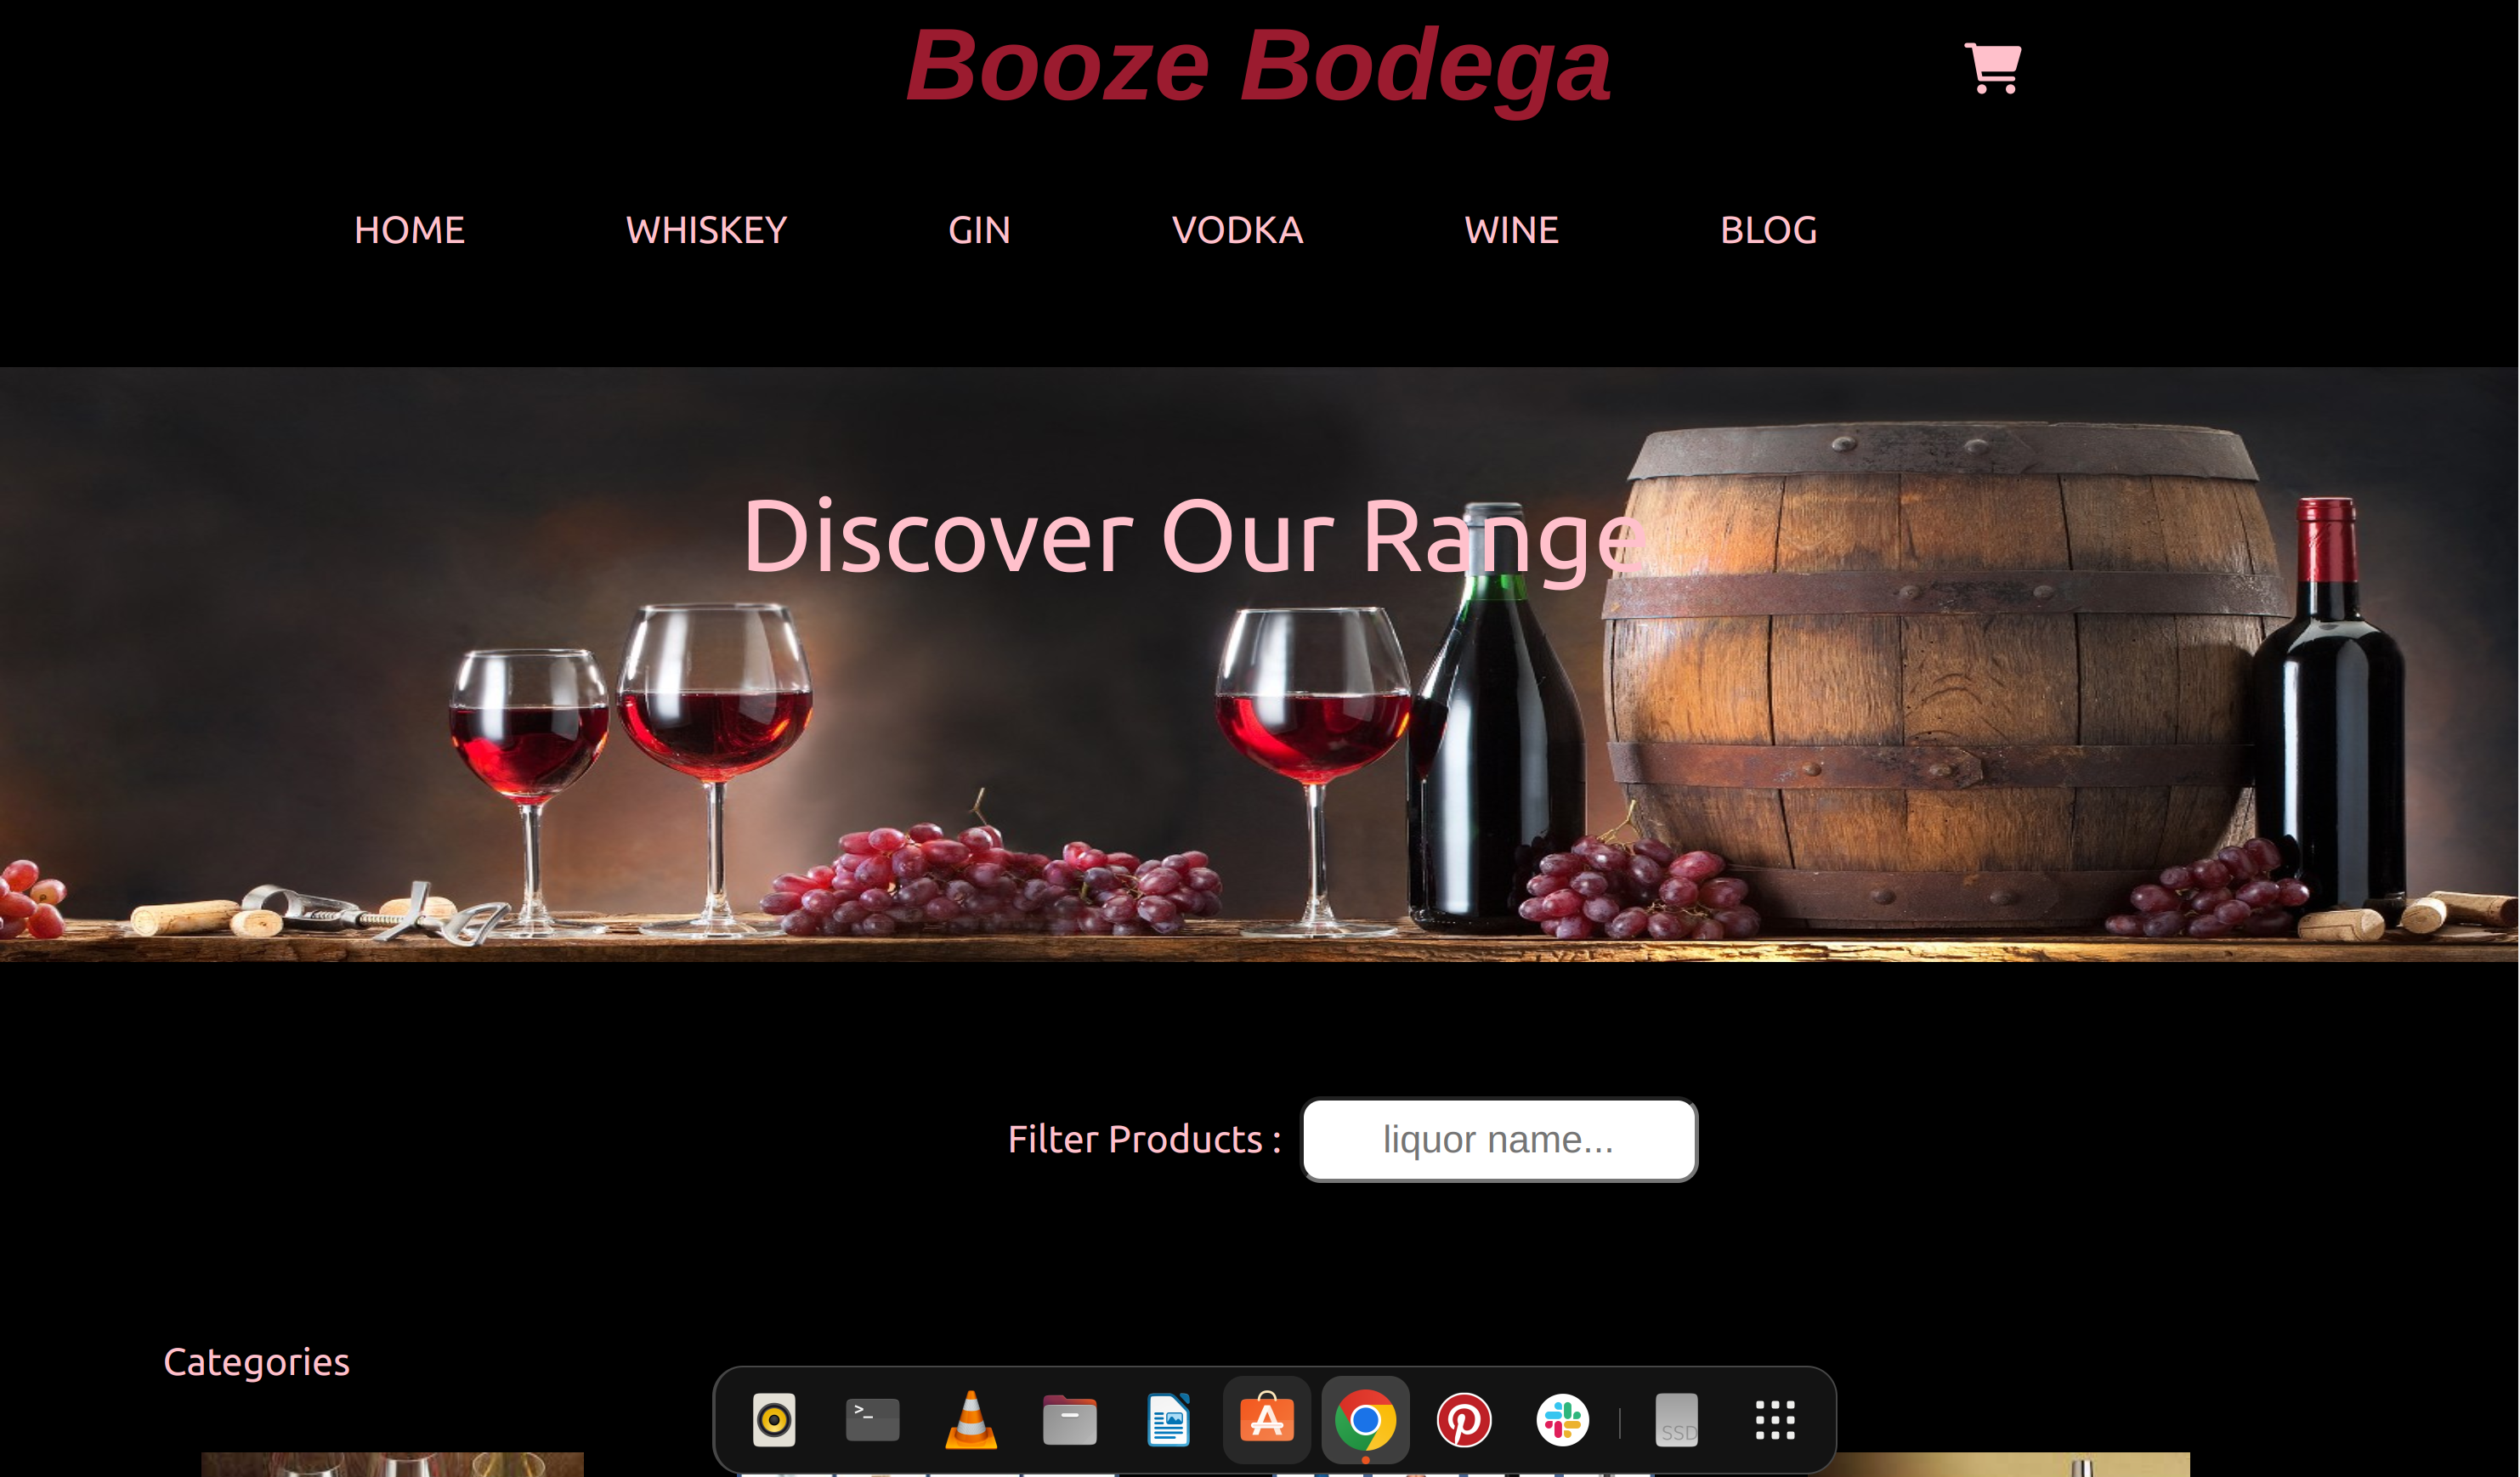 Booze Bodega
HOME WHISKEY GIN VODKA WINE BLOG
Discover Our Range
Filter Products : liquor name...
Categories
>_
SSD